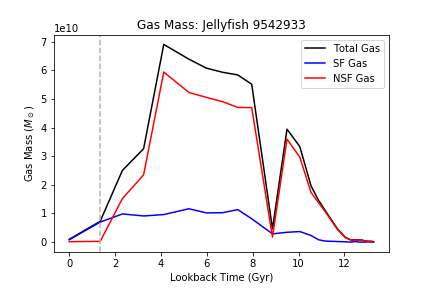 Gas Mass: Jellyfish 9542933
1e10
Total Gas
SF Gas
NSF Gas
7
6
5
4
3
2
1
0
Gas Mass (M⊙)
0 2 4 6 8 10 12
Lookback Time (Gyr)